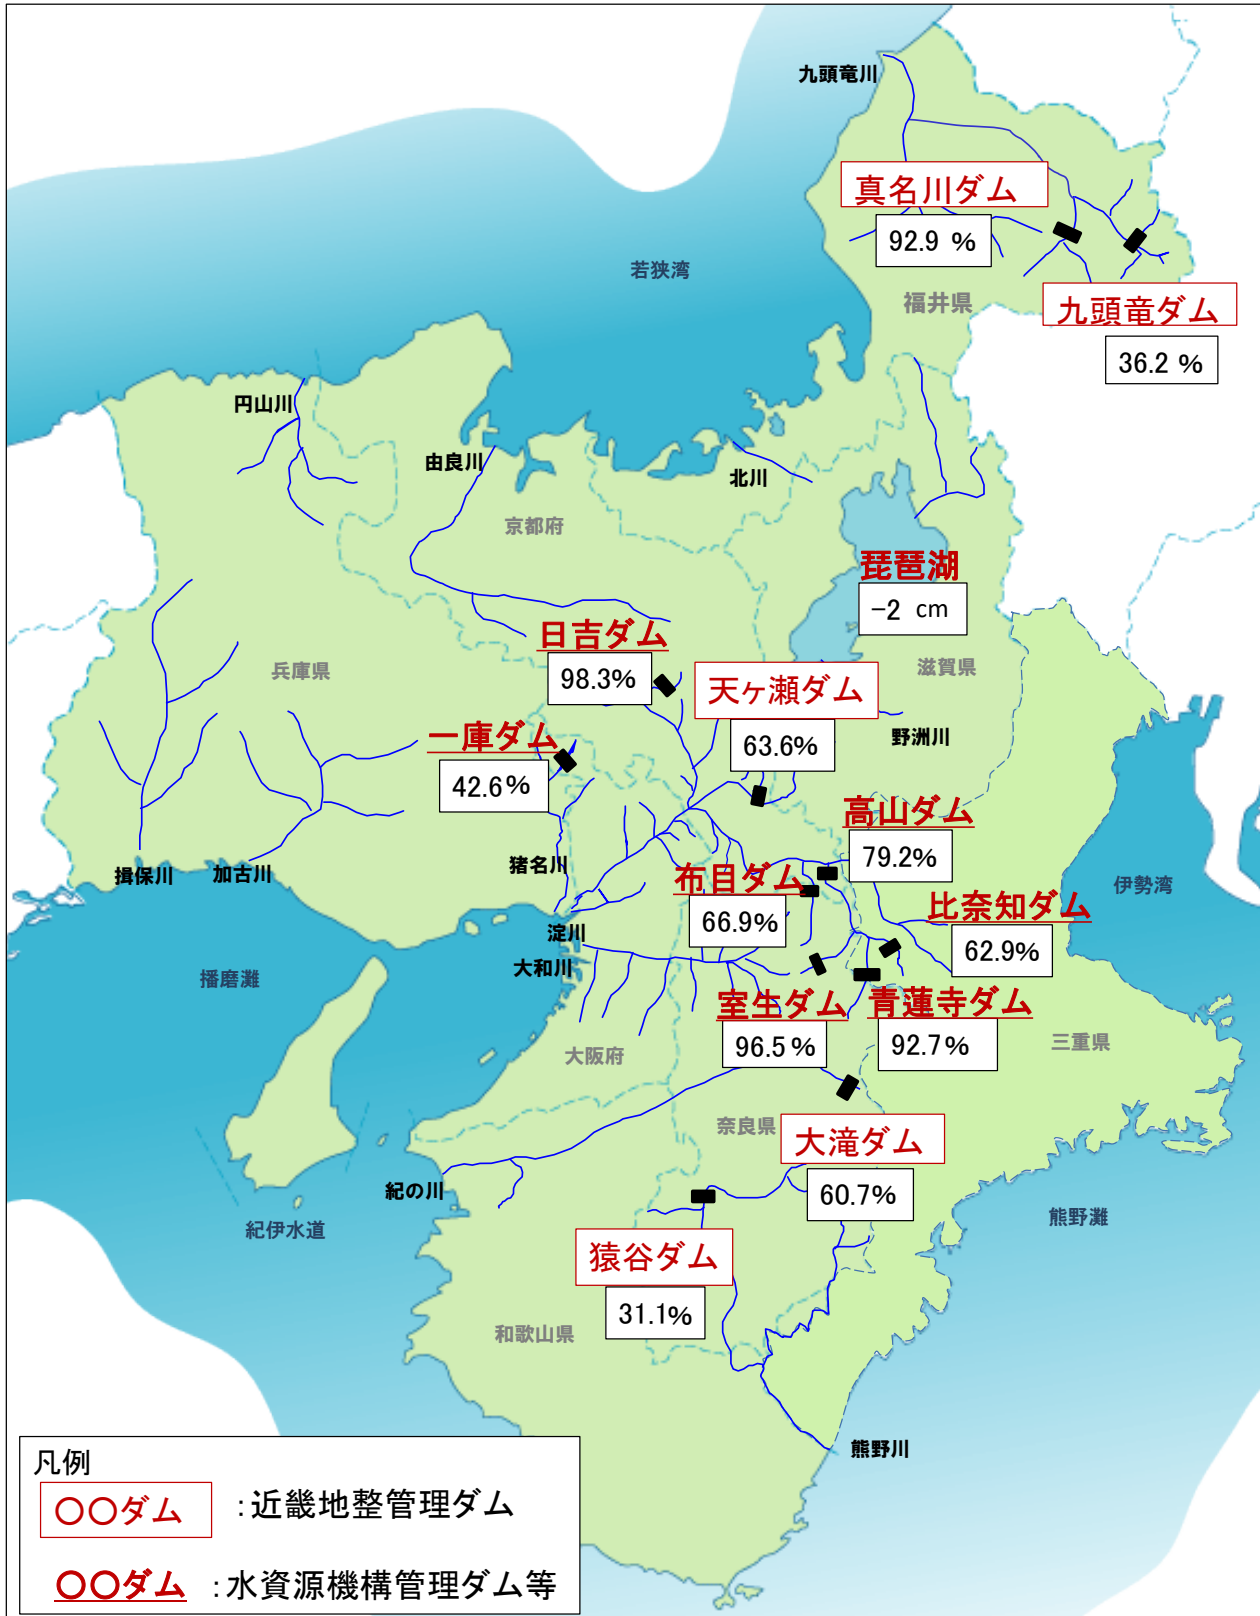 九頭竜川
真名川ダム
92.9 %
若狭湾
福井県
九頭竜ダム
36.2 %
円山川
由良川
北川
京都府
琵琶湖
-2 cm
日吉ダム
98.3%
兵庫県
滋賀県
天ヶ瀬ダム
63.6%
野洲川
一庫ダム
42.6%
高山ダム
79.2%
揖保川
加古川
猪名川
布目ダム
66.9%
伊勢湾
比奈知ダム
62.9%
淀川
大和川
播磨灘
室生ダム
96.5%
青蓮寺ダム
92.7%
大阪府
三重県
奈良県
大滝ダム
60.7%
紀の川
紀伊水道
熊野灘
猿谷ダム
31.1%
和歌山県
熊野川
凡例
〇〇ダム :近畿地整管理ダム
〇〇ダム :水資源機構管理ダム等